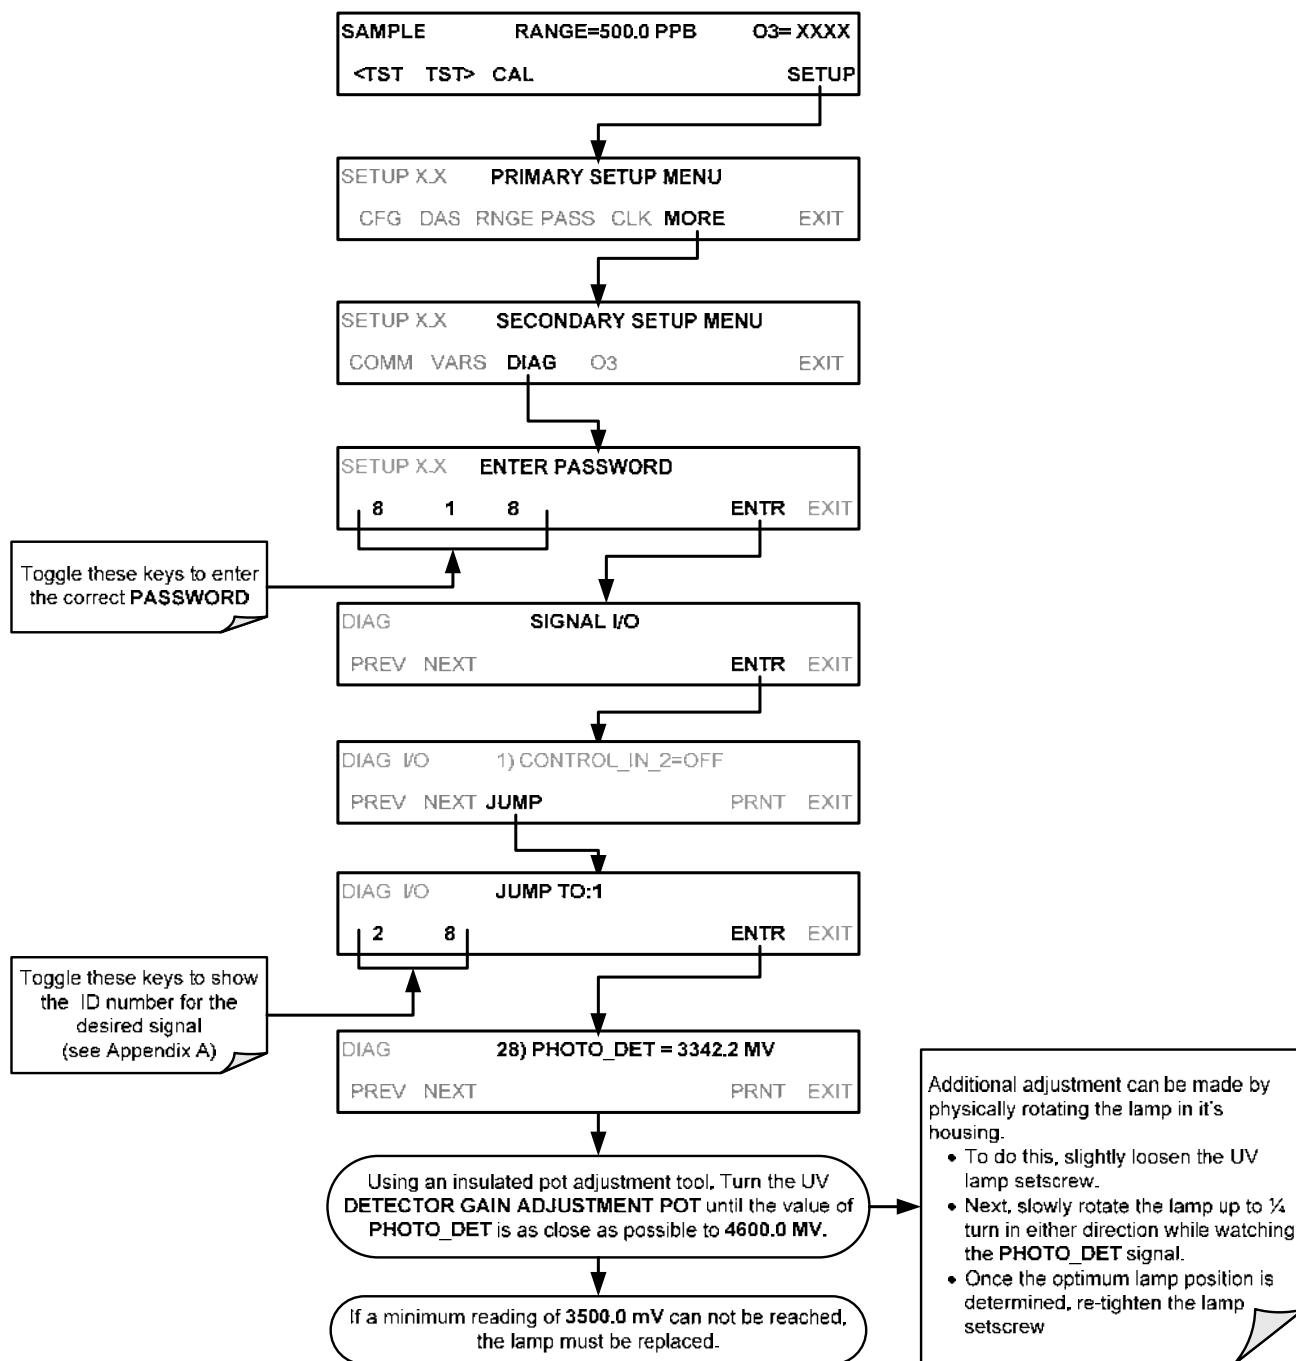 SAMPLE RANGE=500.0 PPB O3= XXXX
<TST TST> CAL SETUP
SETUP X.X PRIMARY SETUP MENU
CFG DAS RNGE PASS CLK MORE EXIT
SETUP X.X SECONDARY SETUP MENU
COMM VARS DIAG O3 EXIT
SETUP X.X ENTER PASSWORD
8 1 8 ENTR EXIT
Toggle these keys to enter
the correct PASSWORD
DIAG SIGNAL I/O
PREV NEXT ENTR EXIT
DIAG I/O 1) CONTROL_IN_2=OFF
PREV NEXT JUMP PRNT EXIT
DIAG I/O JUMP TO:1
2 8 ENTR EXIT
Toggle these keys to show
the ID number for the
desired signal
(see Appendix A)
DIAG 28) PHOTO_DET = 3342.2 MV
PREV NEXT PRNT EXIT
Using an insulated pot adjustment tool, Turn the UV
DETECTOR GAIN ADJUSTMENT POT until the value of
PHOTO_DET is as close as possible to 4600.0 MV.
Additional adjustment can be made by
physically rotating the lamp in it's
housing.
• To do this, slightly loosen the UV
lamp setscrew.
• Next, slowly rotate the lamp up to ¼
turn in either direction while watching
the PHOTO_DET signal.
• Once the optimum lamp position is
determined, re-tighten the lamp
setscrew
If a minimum reading of 3500.0 mV can not be reached,
the lamp must be replaced.